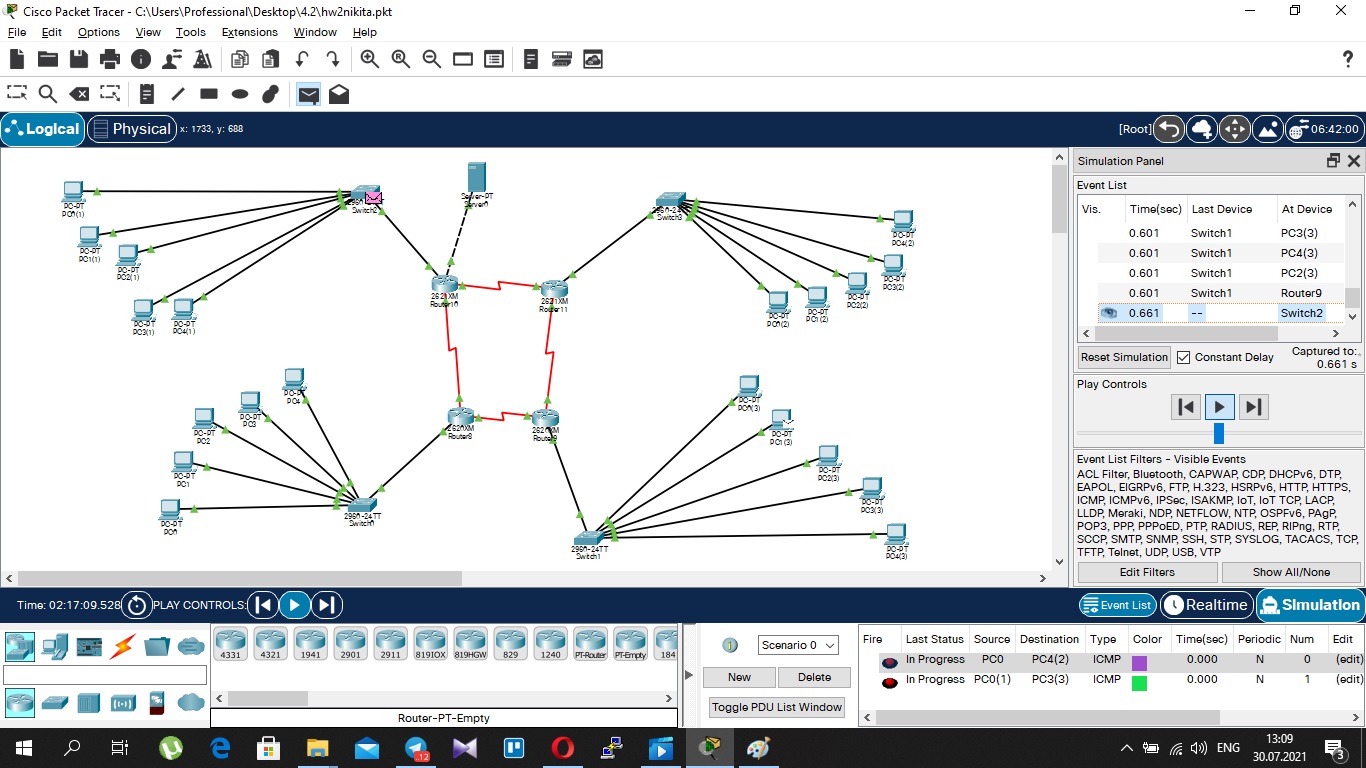 Cisco Packet Tracer - C:\Users\Professional\Desktop\4.2\hw2nikita.pkt
File Edit Options View Tools Extensions Window Help
?
Logical Physical x: 1733, y: 688 [Root] 06:42:00
PC-PT
PC0(1)
PC-PT
PC1(1)
PC-PT
PC2(1)
PC-PT
PC3(1)
PC-PT
PC4(1)
Switch2
Server-PT
Server0
2960-24TT
Switch3
PC-PT
PC4(2)
PC-PT
PC3(2)
PC-PT
PC2(2)
PC-PT
PC1(2)
PC-PT
PC0(2)
2621XM
Router10
2621XM
Router11
2620XM
Router8
2621XM
Router9
PC-PT
PC4
PC-PT
PC3
PC-PT
PC2
PC-PT
PC1
PC-PT
PC0
2960-24TT
Switch0
PC-PT
PC0(3)
PC-PT
PC1(3)
PC-PT
PC2(3)
PC-PT
PC3(3)
PC-PT
PC4(3)
2960-24TT
Switch1
Simulation Panel
Event List
Vis. Time(sec) Last Device At Device
0.601 Switch1 PC3(3)
0.601 Switch1 PC4(3)
0.601 Switch1 PC2(3)
0.601 Switch1 Router9
0.661 -- Switch2
Reset Simulation Constant Delay Captured to:
0.661 s
Play Controls
Event List Filters - Visible Events
ACL Filter, Bluetooth, CAPWAP, CDP, DHCPv6, DTP,
EAPOL, EIGRPv6, FTP, H.323, HSRPv6, HTTP, HTTPS,
ICMP, ICMPv6, IPSec, ISAKMP, IoT, IoT TCP, LACP,
LLDP, Meraki, NDP, NETFLOW, NTP, OSPFv6, PAgP,
POP3, PPP, PPPoED, PTP, RADIUS, REP, RIPng, RTP,
SCCP, SMTP, SNMP, SSH, STP, SYSLOG, TACACS, TCP,
TFTP, Telnet, UDP, USB, VTP
Edit Filters Show All/None
Time: 02:17:09.528 PLAY CONTROLS: Event List Realtime Simulation
4331 4321 1941 2901 2911 819IOX 819HGW 829 1240 PT-Router PT-Empty 184
Router-PT-Empty
Scenario 0
New Delete
Toggle PDU List Window
Fire Last Status Source Destination Type Color Time(sec) Periodic Num Edit
In Progress PC0 PC4(2) ICMP 0.000 N 0 (edit)
In Progress PC0(1) PC3(3) ICMP 0.000 N 1 (edit)
..12
ENG
13:09
30.07.2021
3